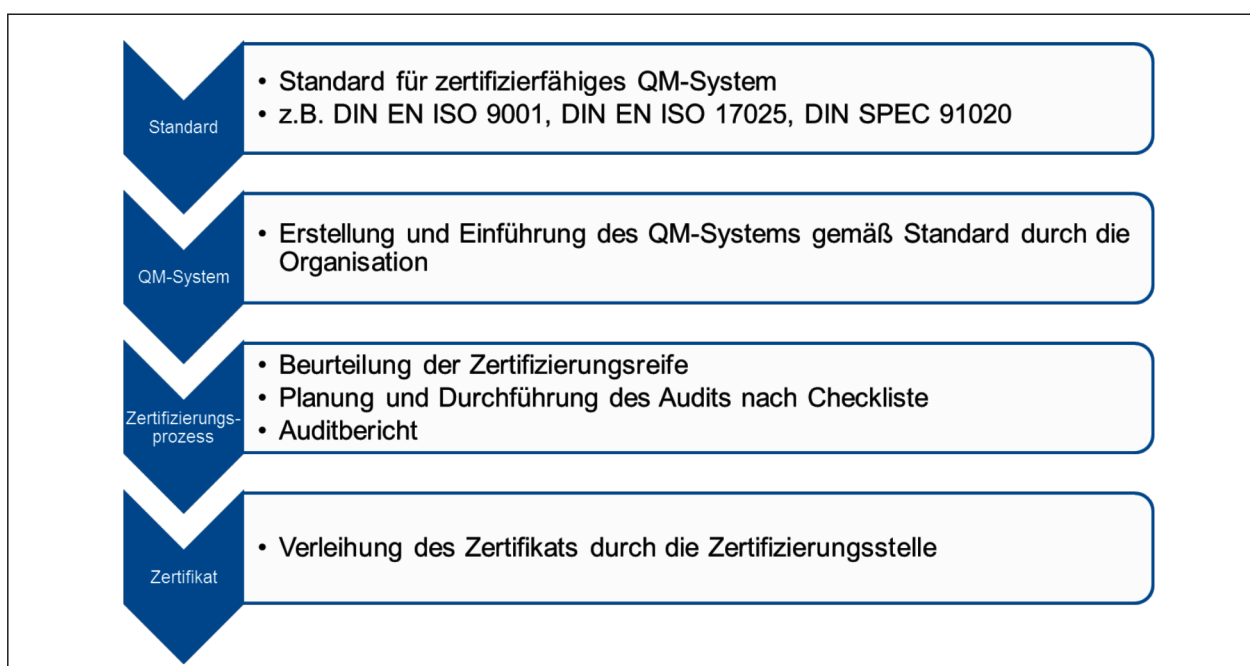 Standard
• Standard für zertifizierfähiges QM-System
• z.B. DIN EN ISO 9001, DIN EN ISO 17025, DIN SPEC 91020
QM-System
• Erstellung und Einführung des QM-Systems gemäß Standard durch die
Organisation
Zertifizierungs-
prozess
• Beurteilung der Zertifizierungsreife
• Planung und Durchführung des Audits nach Checkliste
• Auditbericht
Zertifikat
• Verleihung des Zertifikats durch die Zertifizierungsstelle